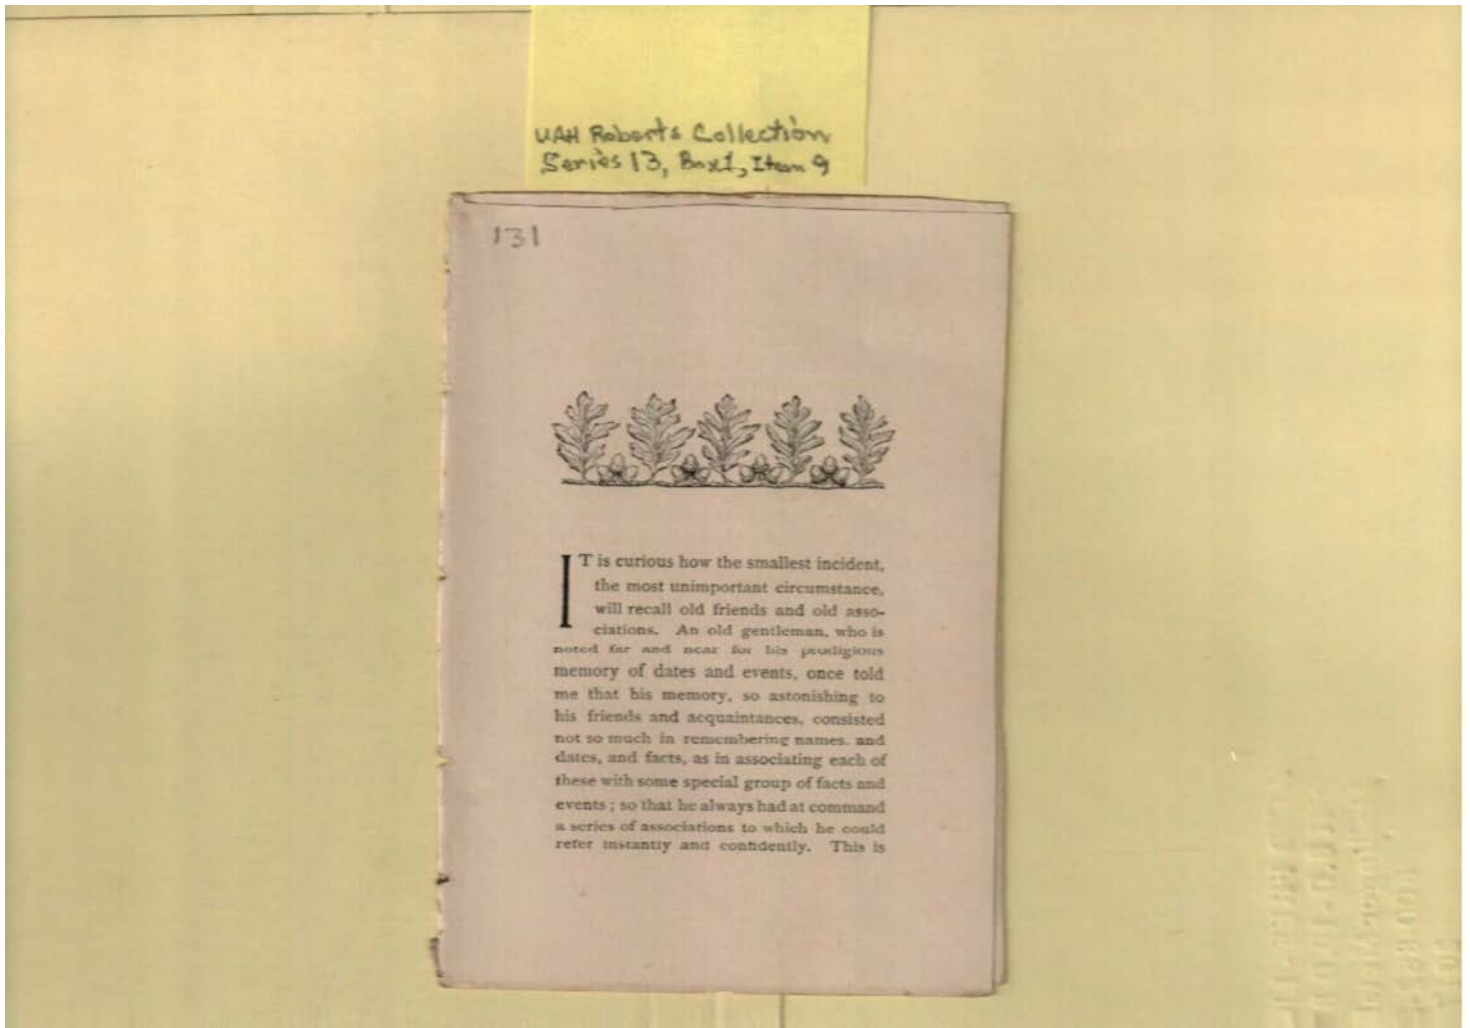 UAH Roberts Collection
Series 13, Box 1, Item 9
131
IT is curious how the smallest incident,
the most unimportant circumstance,
will recall old friends and old asso-
ciations. An old gentleman, who is
noted far and near for his prodigious
memory of dates and events, once told
me that his memory, so astonishing to
his friends and acquaintances, consisted
not so much in remembering names, and
dates, and facts, as in associating each of
these with some special group of facts and
events; so that he always had at command
a series of associations to which he could
refer instantly and confidently. This is